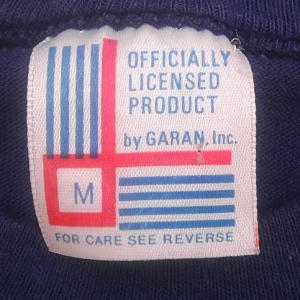 OFFICIALLY
LICENSED
PRODUCT
by GARAN, Inc.
M
FOR CARE SEE REVERSE